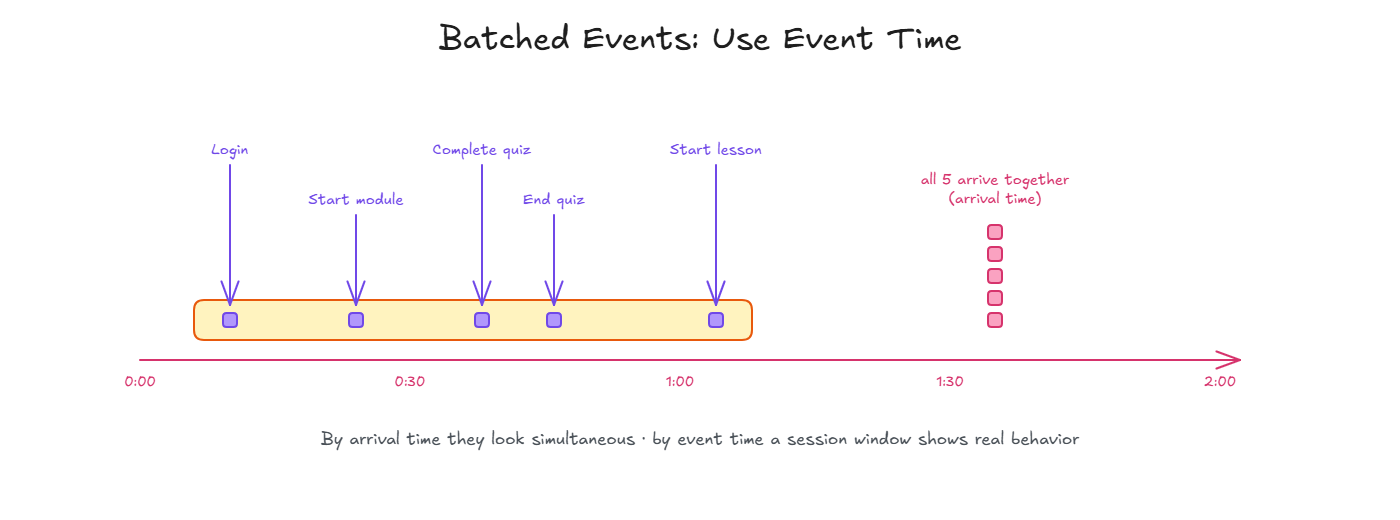 Batched Events: Use Event Time
Login
Complete quiz
Start lesson
Start module
End quiz
all 5 arrive together
(arrival time)
0:00
0:30
1:00
1:30
2:00
By arrival time they look simultaneous · by event time a session window shows real behavior